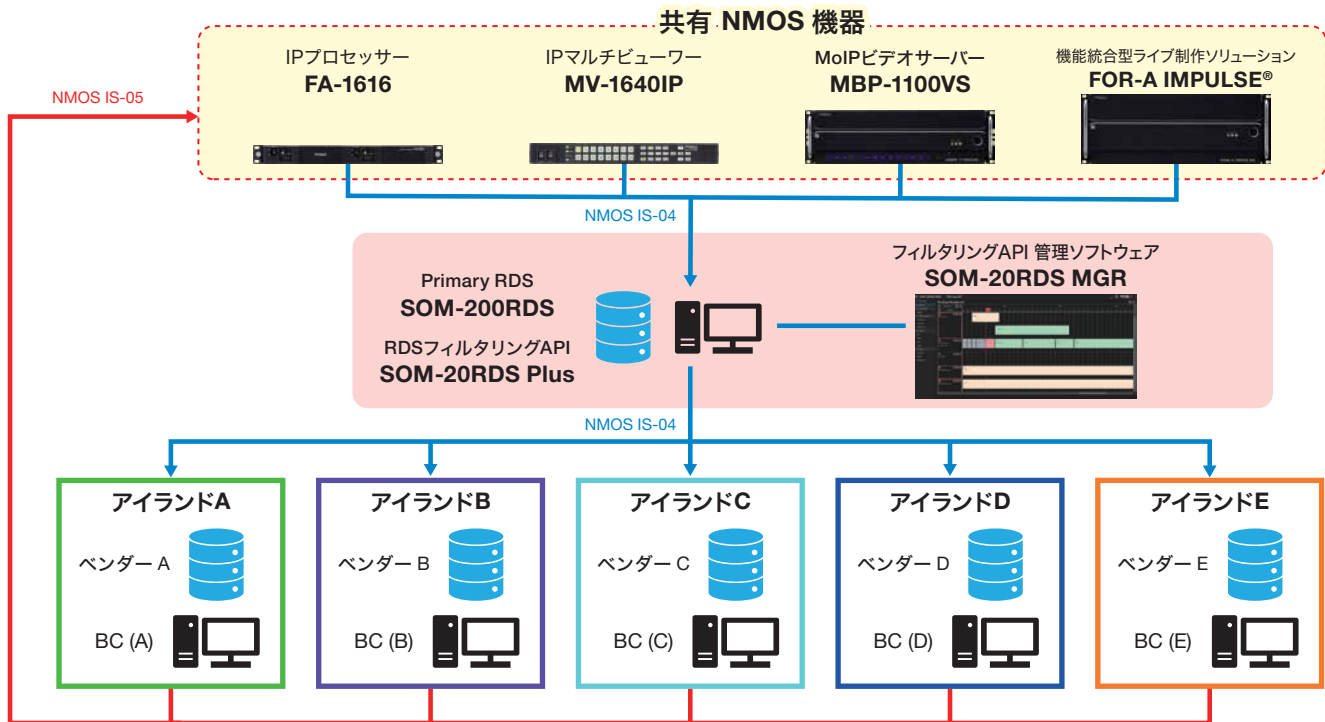 共有 NMOS 機器
IPプロセッサー
FA-1616
IPマルチビューワー
MV-1640IP
MoIPビデオサーバー
MBP-1100VS
機能統合型ライブ制作ソリューション
FOR-A IMPULSE®
NMOS IS-05
NMOS IS-04
Primary RDS
SOM-200RDS
RDSフィルタリングAPI
SOM-20RDS Plus
フィルタリングAPI 管理ソフトウェア
SOM-20RDS MGR
NMOS IS-04
アイランドA
ベンダー A
BC (A)
アイランドB
ベンダー B
BC (B)
アイランドC
ベンダー C
BC (C)
アイランドD
ベンダー D
BC (D)
アイランドE
ベンダー E
BC (E)